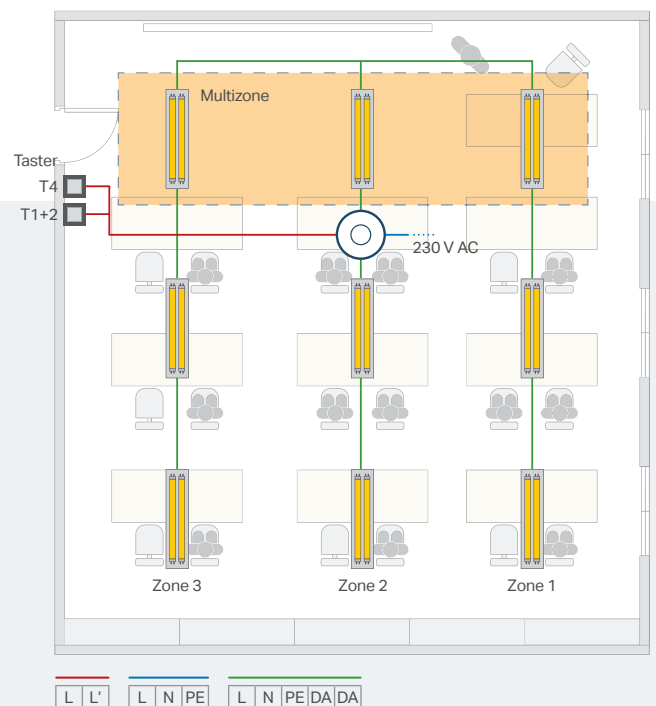 Multizone
Taster
T4
T1+2
230 V AC
Zone 3
Zone 2
Zone 1
L L' L N PE L N PE DA DA